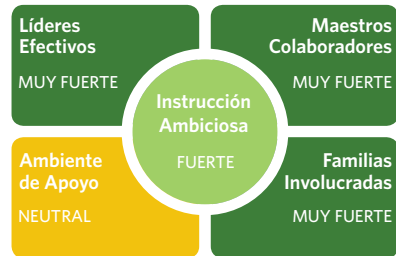 Líderes
Efectivos
MUY FUERTE
Maestros
Colaboradores
MUY FUERTE
Instrucción
Ambiciosa
FUERTE
Ambiente
de Apoyo
NEUTRAL
Familias
Involucradas
MUY FUERTE